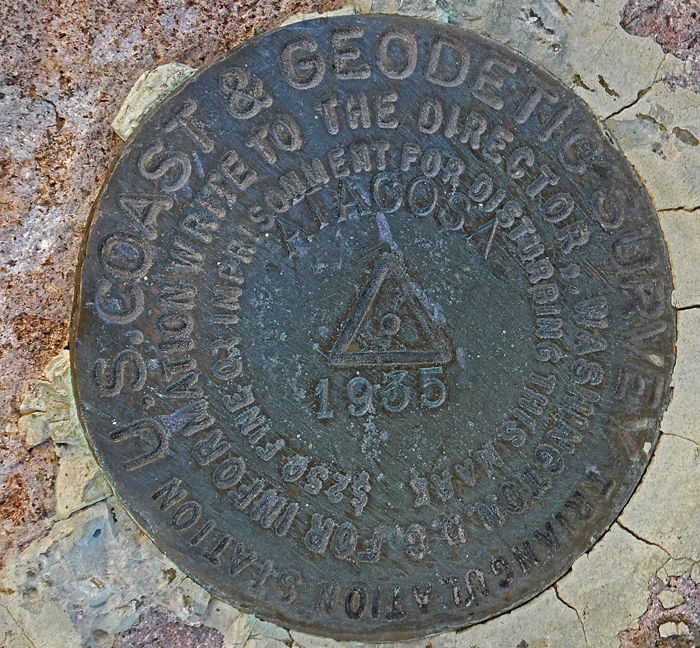 U.S. COAST & GEODETIC SURVEY
TRIANGULATION STATION
FOR INFORMATION WRITE TO THE DIRECTOR, WASHINGTON, D.C.
$250 FINE OR IMPRISONMENT FOR DISTURBING THIS MARK.
ATACOSA
1935